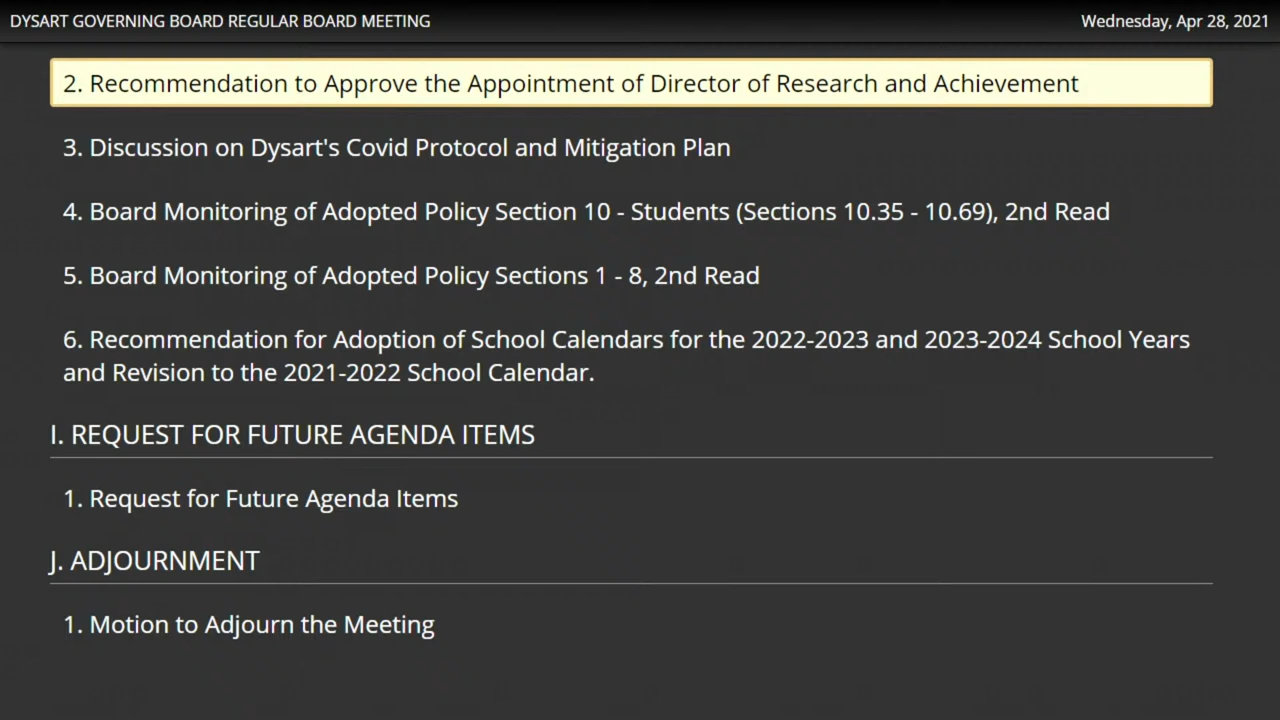 DYSART GOVERNING BOARD REGULAR BOARD MEETING
Wednesday, Apr 28, 2021
2. Recommendation to Approve the Appointment of Director of Research and Achievement
3. Discussion on Dysart's Covid Protocol and Mitigation Plan
4. Board Monitoring of Adopted Policy Section 10 - Students (Sections 10.35 - 10.69), 2nd Read
5. Board Monitoring of Adopted Policy Sections 1 - 8, 2nd Read
6. Recommendation for Adoption of School Calendars for the 2022-2023 and 2023-2024 School Years
and Revision to the 2021-2022 School Calendar.
I. REQUEST FOR FUTURE AGENDA ITEMS
1. Request for Future Agenda Items
J. ADJOURNMENT
1. Motion to Adjourn the Meeting